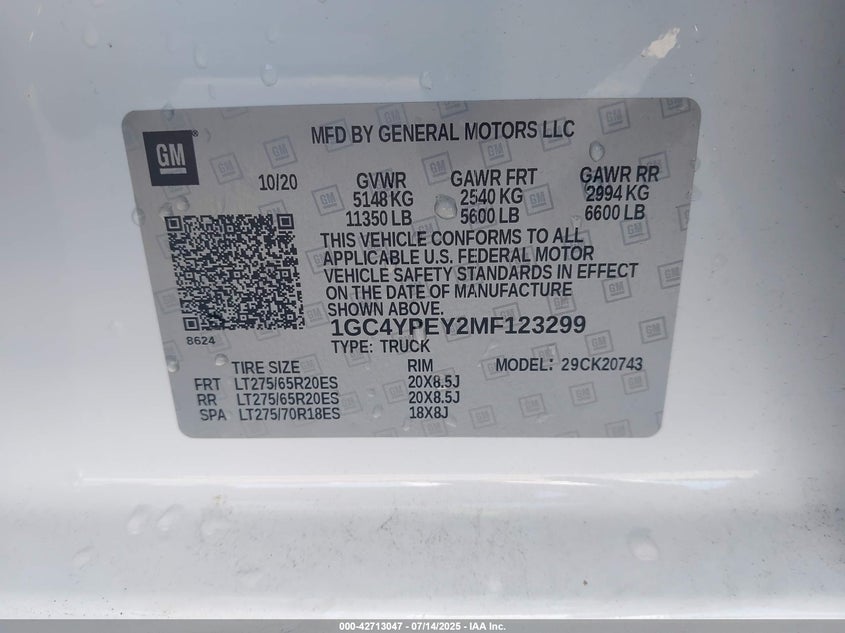 GM
MFD BY GENERAL MOTORS LLC
10/20 GVWR GAWR FRT GAWR RR
5148 KG 2540 KG 2994 KG
11350 LB 5600 LB 6600 LB
THIS VEHICLE CONFORMS TO ALL
APPLICABLE U.S. FEDERAL MOTOR
VEHICLE SAFETY STANDARDS IN EFFECT
ON THE DATE OF MANUFACTURE
SHOWN ABOVE.
8624
1GC4YPEY2MF123299
TYPE: TRUCK
TIRE SIZE RIM MODEL: 29CK20743
FRT LT275/65R20ES 20X8.5J
RR LT275/65R20ES 20X8.5J
SPA LT275/70R18ES 18X8J
000-42713047 - 07/14/2025 - IAA Inc.